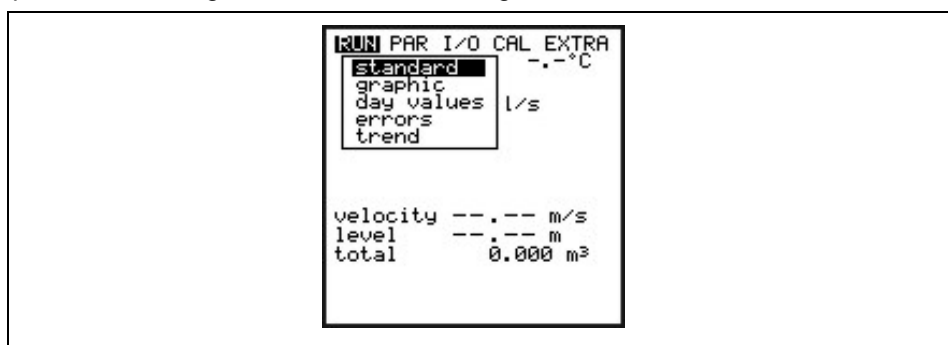 RUN PAR I/O CAL EXTRA
-.-°C
standard
graphic
day values l/s
errors
trend
velocity --.-- m/s
level --.-- m
total 0.000 m³